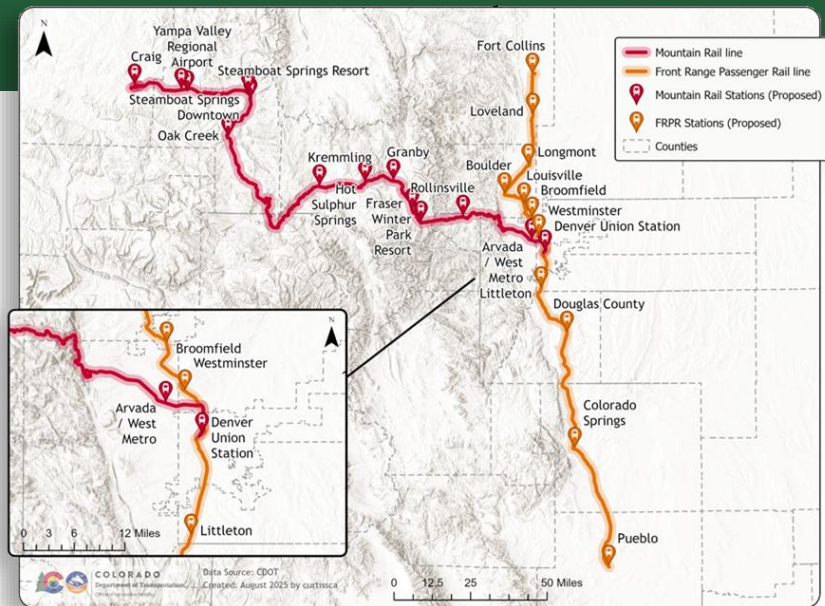 N
Yampa Valley
Regional
Airport
Craig
Steamboat Springs Resort
Steamboat Springs
Downtown
Oak Creek
Kremmling
Granby
Hot
Sulphur
Springs
Fraser
Winter
Park
Resort
Rollinsville
Fort Collins
Loveland
Longmont
Boulder
Louisville
Broomfield
Westminster
Denver Union Station
Arvada
/ West
Metro
Littleton
Douglas County
Colorado
Springs
Pueblo
Mountain Rail line
Front Range Passenger Rail line
Mountain Rail Stations (Proposed)
FRPR Stations (Proposed)
Counties
N
Broomfield
Westminster
Arvada
/ West
Metro
Denver
Union
Station
Littleton
0 3 6 12 Miles
COLORADO
Department of Transportation
Data Source: CDOT
Created: August 2025 by curtissca
0 12.5 25 50 Miles